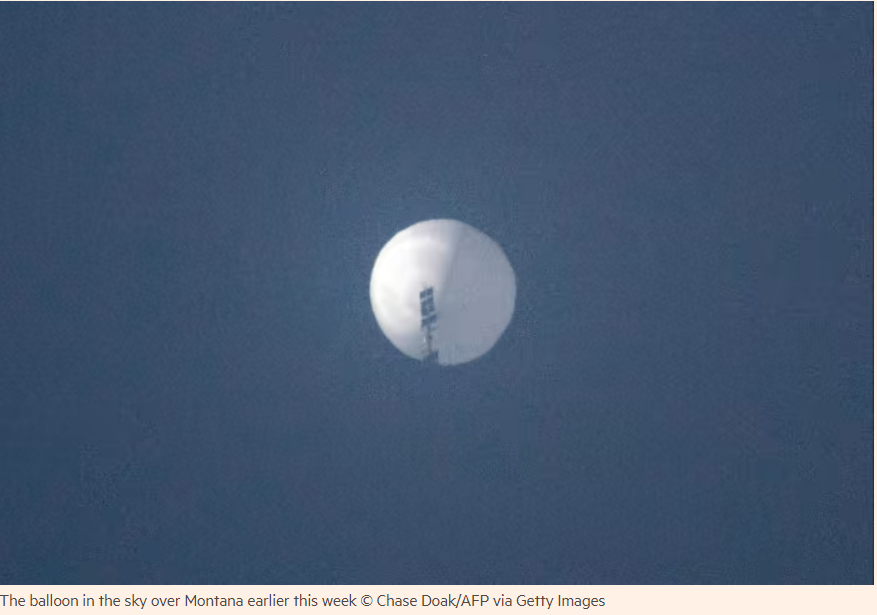 The balloon in the sky over Montana earlier this week © Chase Doak/AFP via Getty Images